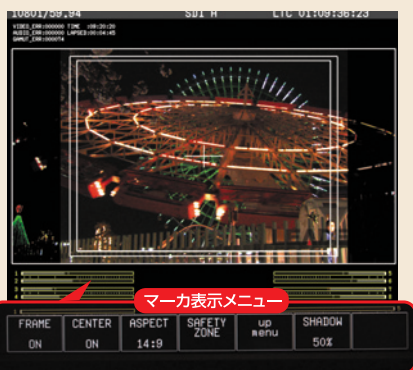 1080i/59.94 SDI A LTC 01:09:36:23
VIDEO_ERR:000000 TIME :08:20:20
AUDIO_ERR:000000 LAPSED:00:04:45
GAMUT_ERR:000074
マーカ表示メニュー
FRAME CENTER ASPECT SAFETY ZONE up menu SHADOW
ON ON 14:9 50%